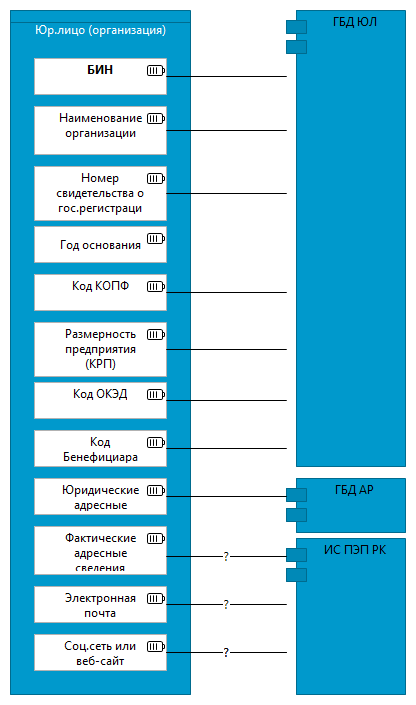 Юр.лицо (организация)
БИН
Наименование
организации
Номер
свидетельства о
гос.регистраци
Год основания
Код КОПФ
Размерность
предприятия
(КРП)
Код ОКЭД
Код
Бенефициара
Юридические
адресные
Фактические
адресные
сведения
?
Электронная
почта
?
Соц.сеть или
веб-сайт
?
ГБД ЮЛ
ГБД АР
ИС ПЭП РК